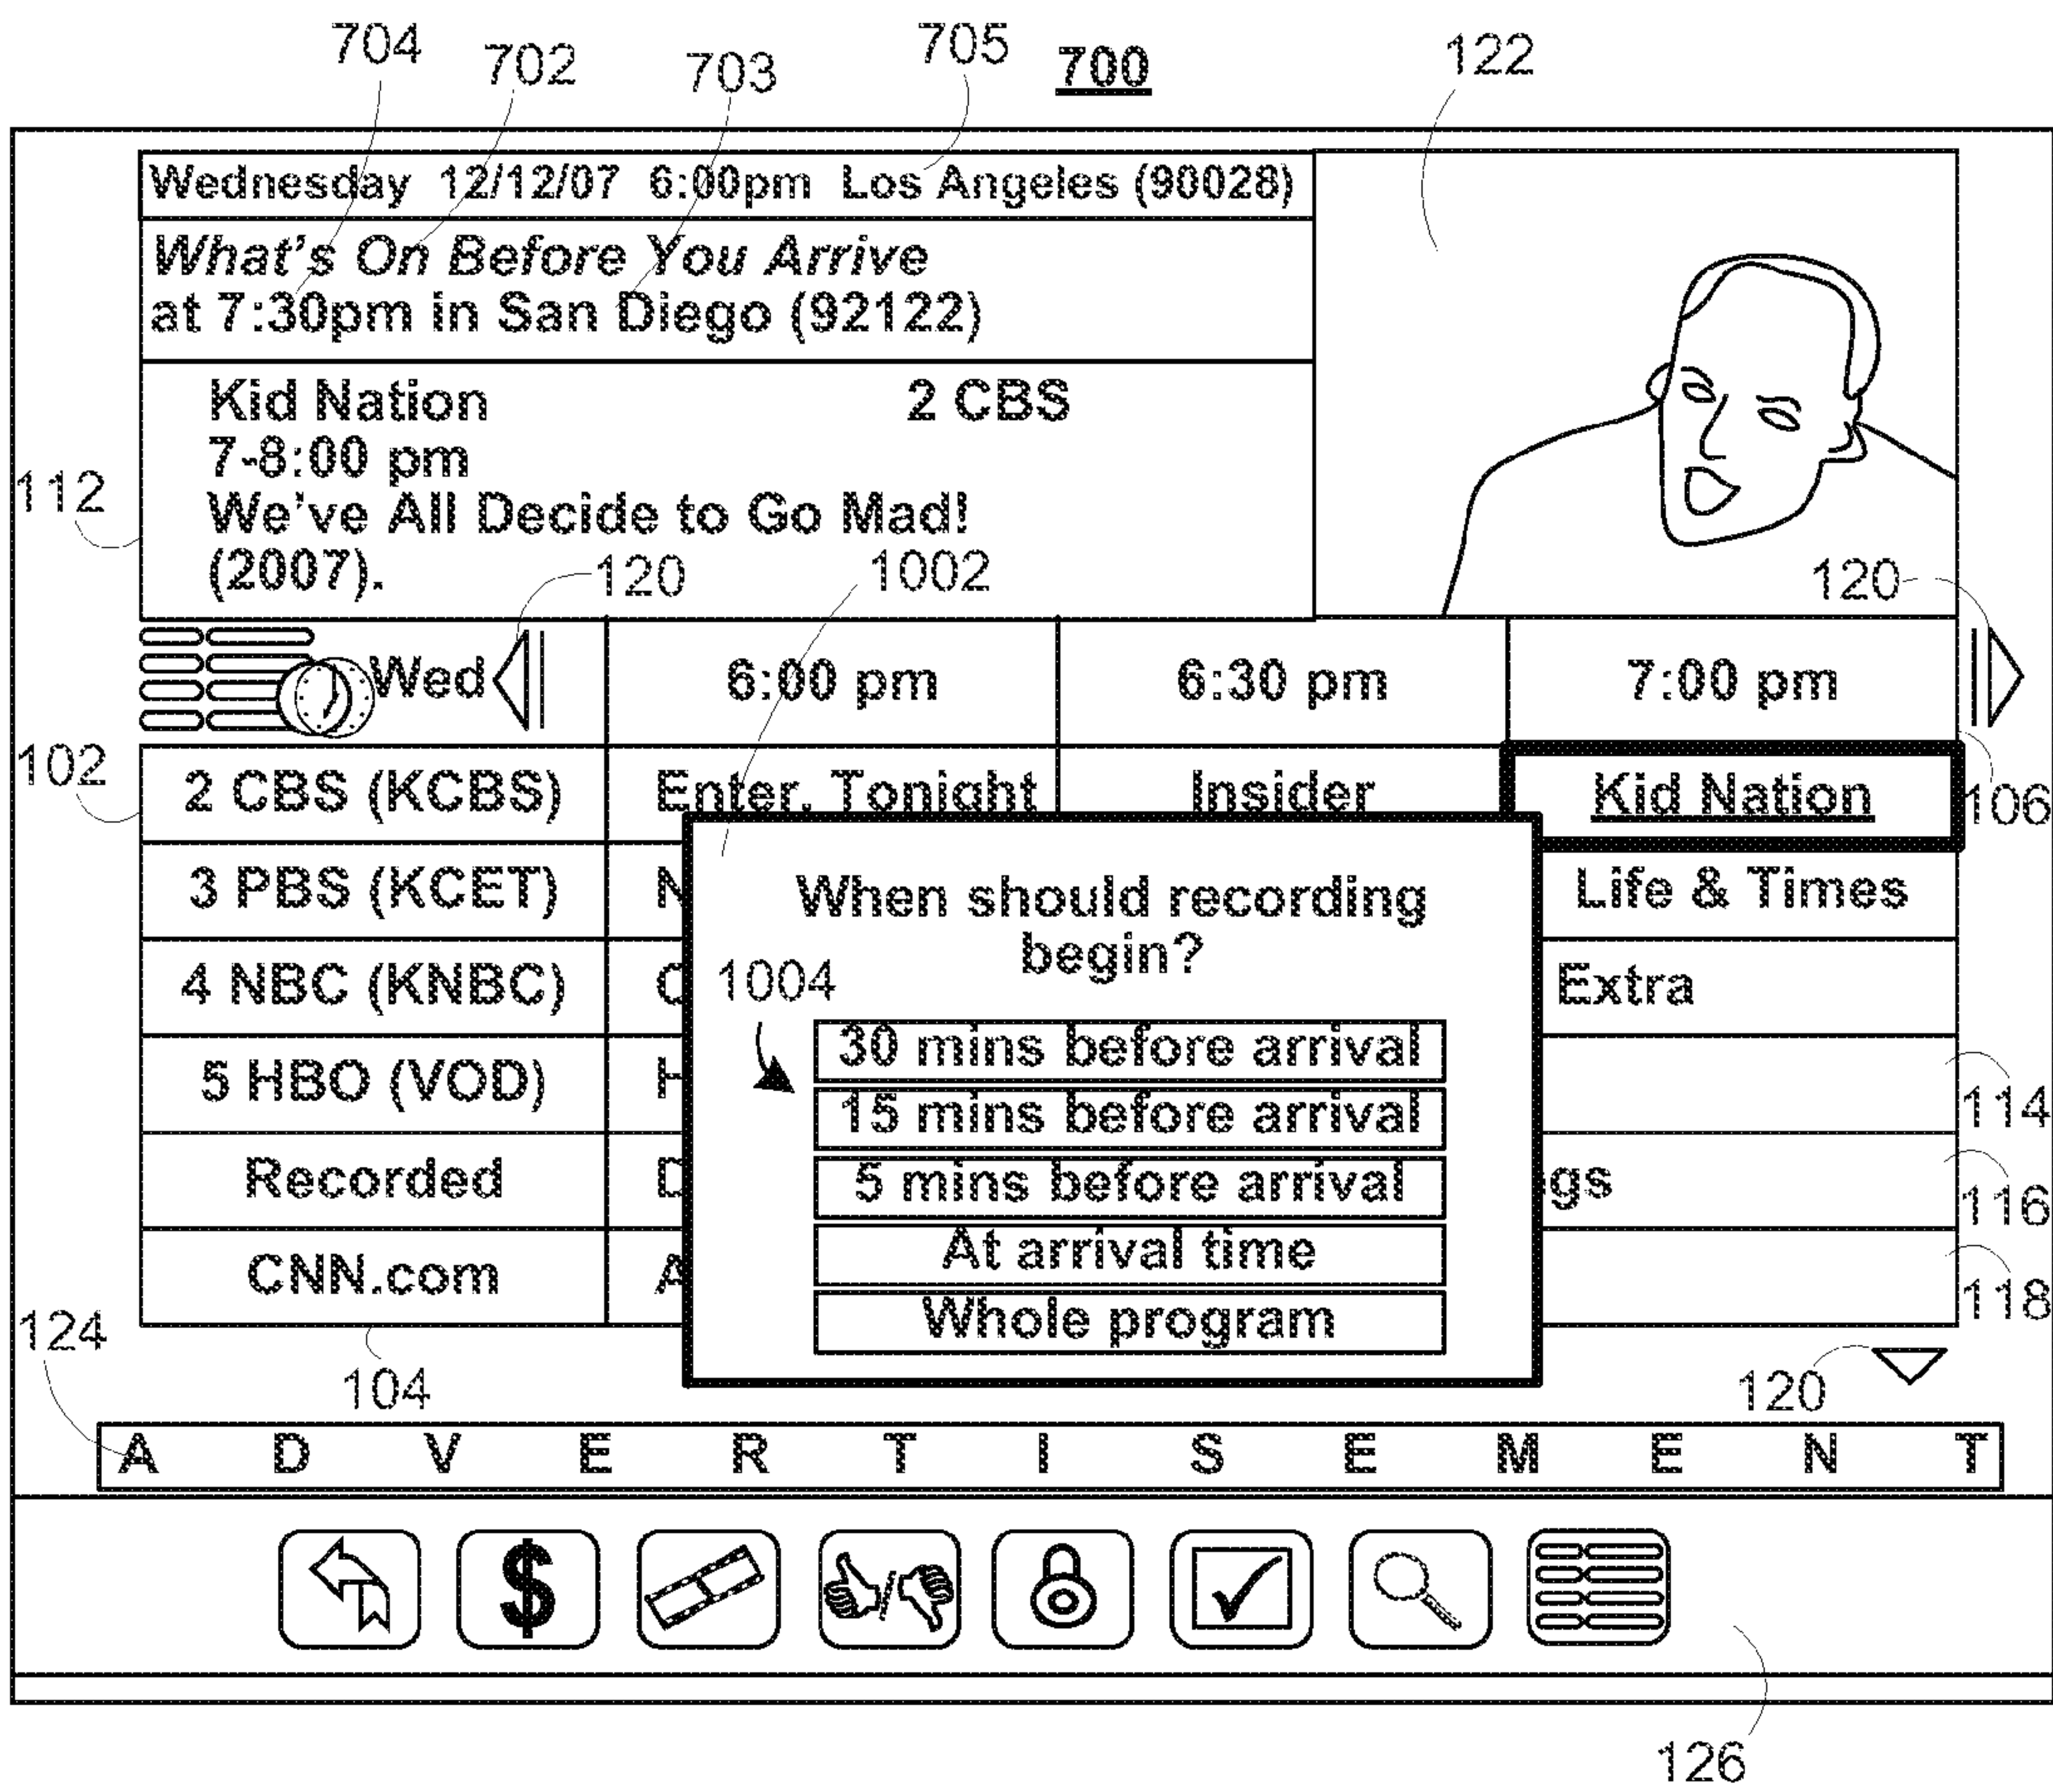 704 702 703 705 700 122
Wednesday 12/12/07 6:00pm Los Angeles (90028)
What's On Before You Arrive
at 7:30pm in San Diego (92122)
Kid Nation 2 CBS
7-8:00 pm
We've All Decide to Go Mad!
(2007).
112
120 1002 120
Wed 6:00 pm 6:30 pm 7:00 pm
102
2 CBS (KCBS) Enter. Tonight Insider Kid Nation
106
3 PBS (KCET) N Life & Times
4 NBC (KNBC) Extra
5 HBO (VOD) H
Recorded D gs
CNN.com A
When should recording
begin?
1004
30 mins before arrival
15 mins before arrival
5 mins before arrival
At arrival time
Whole program
114
116
118
124
104
120
A D V E R T I S E M E N T
$
126